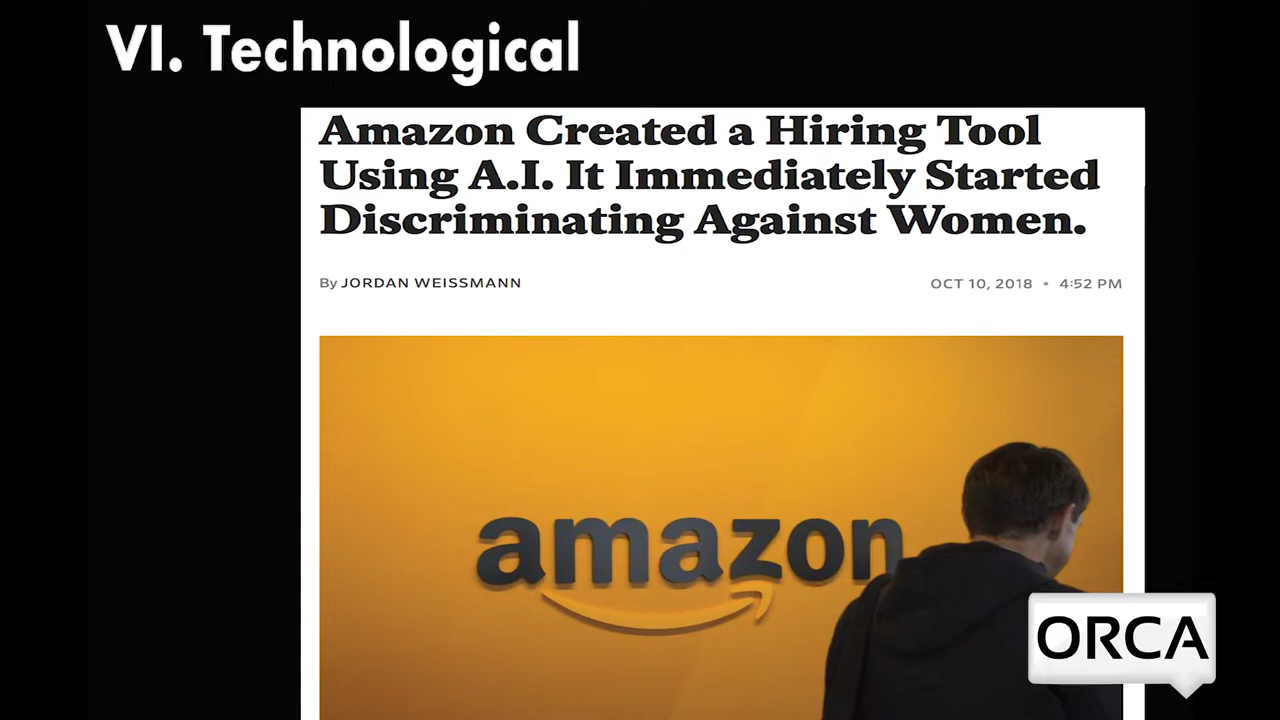 VI. Technological
Amazon Created a Hiring Tool
Using A.I. It Immediately Started
Discriminating Against Women.
By JORDAN WEISSMANN
OCT 10, 2018 • 4:52 PM
amazon
ORCA